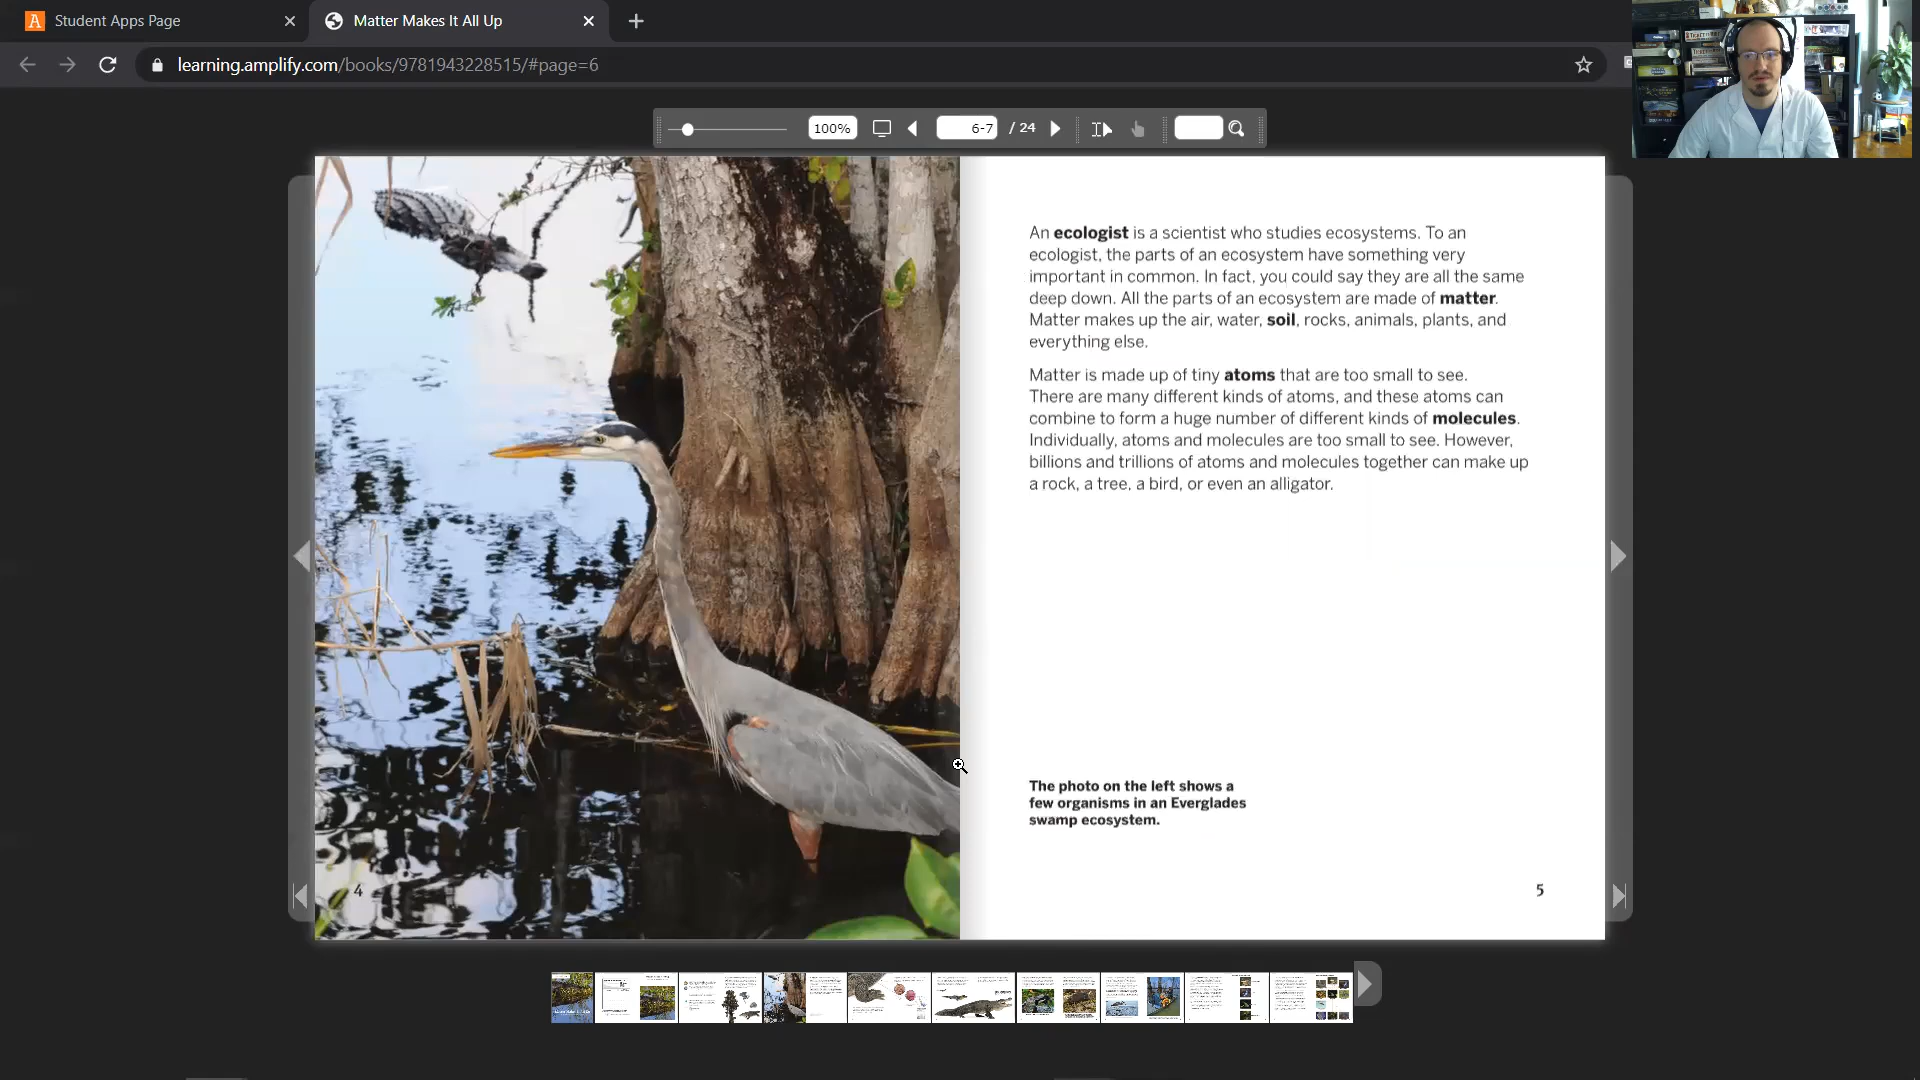 Student Apps Page
Matter Makes It All Up
learning.amplify.com/books/9781943228515/#page=6
100%
6-7
/ 24
An ecologist is a scientist who studies ecosystems. To an
ecologist, the parts of an ecosystem have something very
important in common. In fact, you could say they are all the same
deep down. All the parts of an ecosystem are made of matter.
Matter makes up the air, water, soil, rocks, animals, plants, and
everything else.
Matter is made up of tiny atoms that are too small to see.
There are many different kinds of atoms, and these atoms can
combine to form a huge number of different kinds of molecules.
Individually, atoms and molecules are too small to see. However,
billions and trillions of atoms and molecules together can make up
a rock, a tree, a bird, or even an alligator.
The photo on the left shows a
few organisms in an Everglades
swamp ecosystem.
4
5